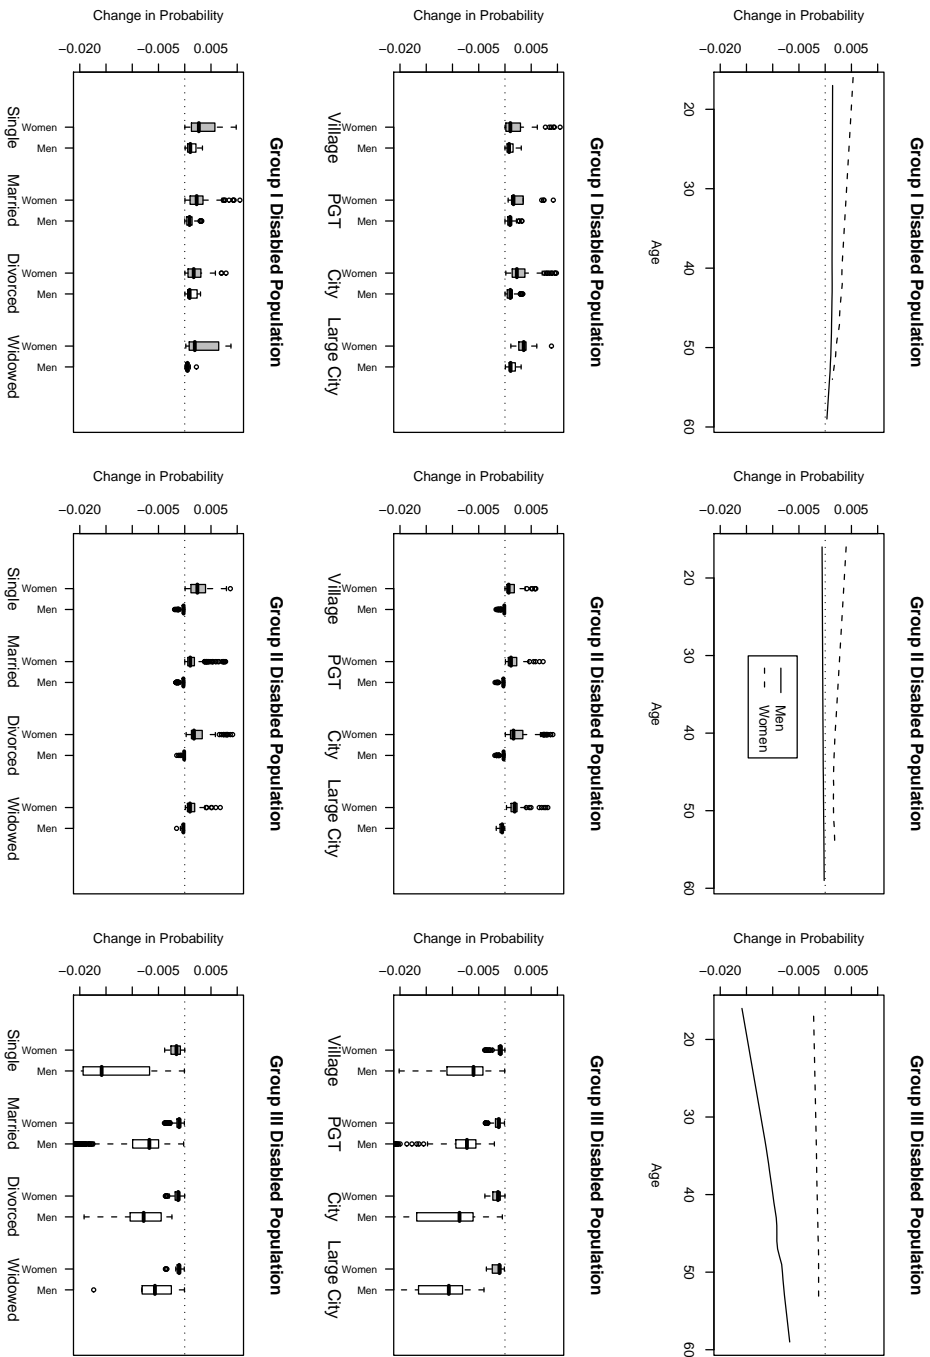 Group I Disabled Population
Change in Probability
0.005
−0.005
−0.020
20 30 40 50 60
Age
Group II Disabled Population
Change in Probability
0.005
−0.005
−0.020
Men
Women
20 30 40 50 60
Age
Group III Disabled Population
Change in Probability
0.005
−0.005
−0.020
20 30 40 50 60
Age
Group I Disabled Population
Change in Probability
0.005
−0.005
−0.020
Women Men Women Men Women Men Women Men
Village PGT City Large City
Group II Disabled Population
Change in Probability
0.005
−0.005
−0.020
Women Men Women Men Women Men Women Men
Village PGT City Large City
Group III Disabled Population
Change in Probability
0.005
−0.005
−0.020
Women Men Women Men Women Men Women Men
Village PGT City Large City
Group I Disabled Population
Change in Probability
0.005
−0.005
−0.020
Women Men Women Men Women Men Women Men
Single Married Divorced Widowed
Group II Disabled Population
Change in Probability
0.005
−0.005
−0.020
Women Men Women Men Women Men Women Men
Single Married Divorced Widowed
Group III Disabled Population
Change in Probability
0.005
−0.005
−0.020
Women Men Women Men Women Men Women Men
Single Married Divorced Widowed